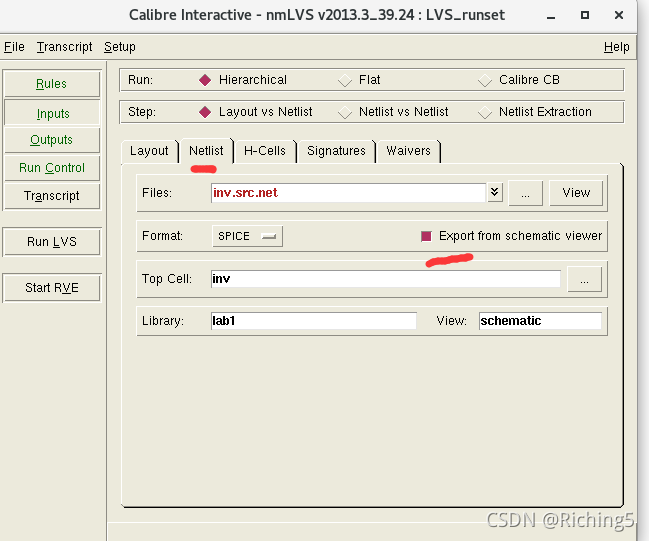 Calibre Interactive - nmLVS v2013.3_39.24 : LVS_runset
File Transcript Setup Help
Rules
Inputs
Outputs
Run Control
Transcript
Run LVS
Start RVE
Run: Hierarchical Flat Calibre CB
Step: Layout vs Netlist Netlist vs Netlist Netlist Extraction
Layout Netlist H-Cells Signatures Waivers
Files: inv.src.net ... View
Format: SPICE Export from schematic viewer
Top Cell: inv ...
Library: lab1 View: schematic
CSDN @Riching5